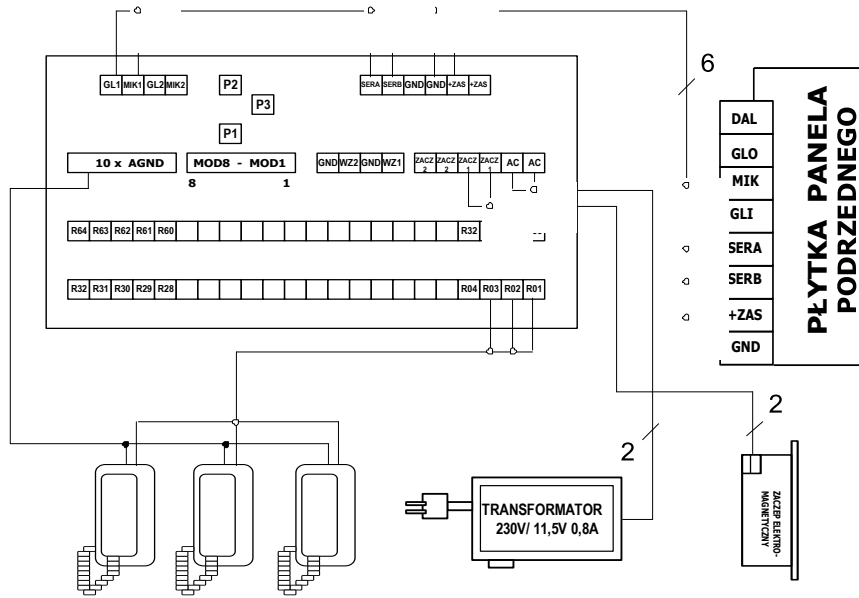 GL1 MIK1 GL2 MIK2
SERA SERB GND GND +ZAS +ZAS
P2
P3
P1
10 x AGND
MOD8 - MOD1
8 1
GND WZ2 GND WZ1
ZACZ 2 ZACZ 2 ZACZ 1 ZACZ 1 AC AC
R64 R63 R62 R61 R60 R32
R32 R31 R30 R29 R28 R04 R03 R02 R01
6
DAL
GLO
MIK
GLI
SERA
SERB
+ZAS
GND
PŁYTKA PANELA
PODRZEDNEGO
2
2
TRANSFORMATOR
230V/ 11,5V 0,8A
ZACZEP ELEKTRO-
MAGNETYCZNY